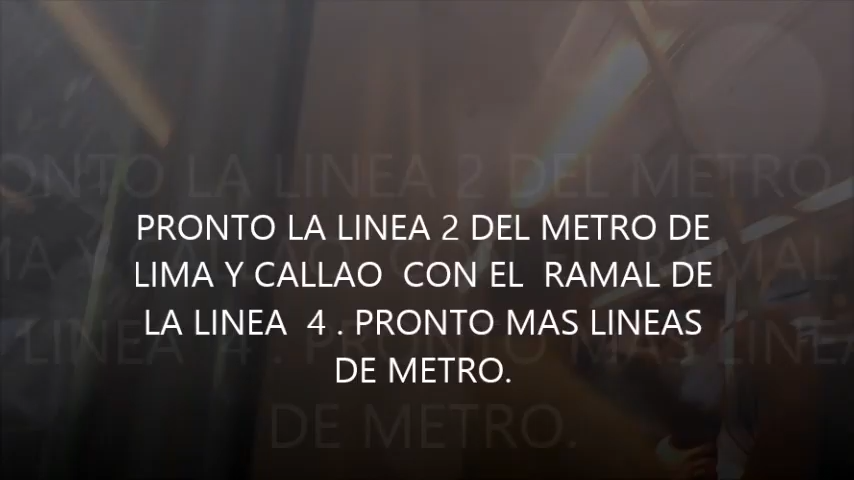 PRONTO LA LINEA 2 DEL METRO DE
LIMA Y CALLAO  CON EL  RAMAL DE
LA LINEA  4 . PRONTO MAS LINEAS
DE METRO.